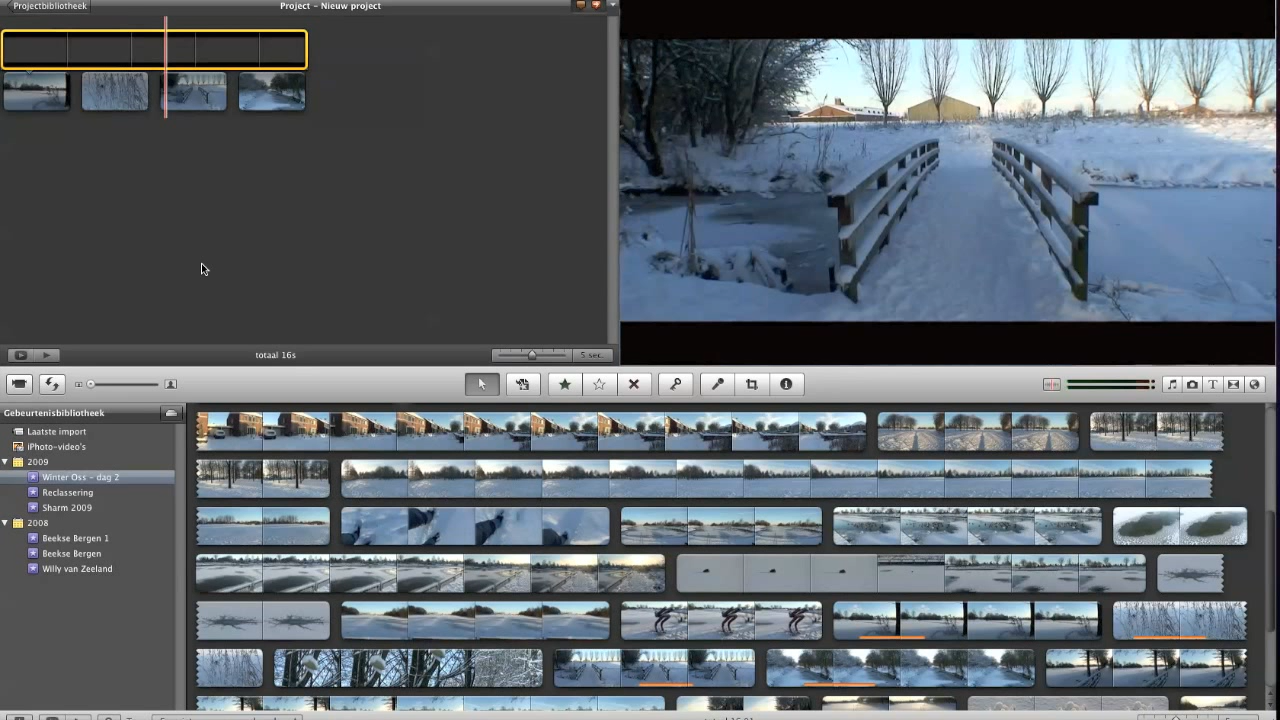 Projectbibliotheek
Project - Nieuw project
totaal 16s
5 sec.
Gebeurtenisbibliotheek
Laatste import
iPhoto-video's
2009
Winter Oss - dag 2
Reclassering
Sharm 2009
2008
Beekse Bergen 1
Beekse Bergen
Willy van Zeeland